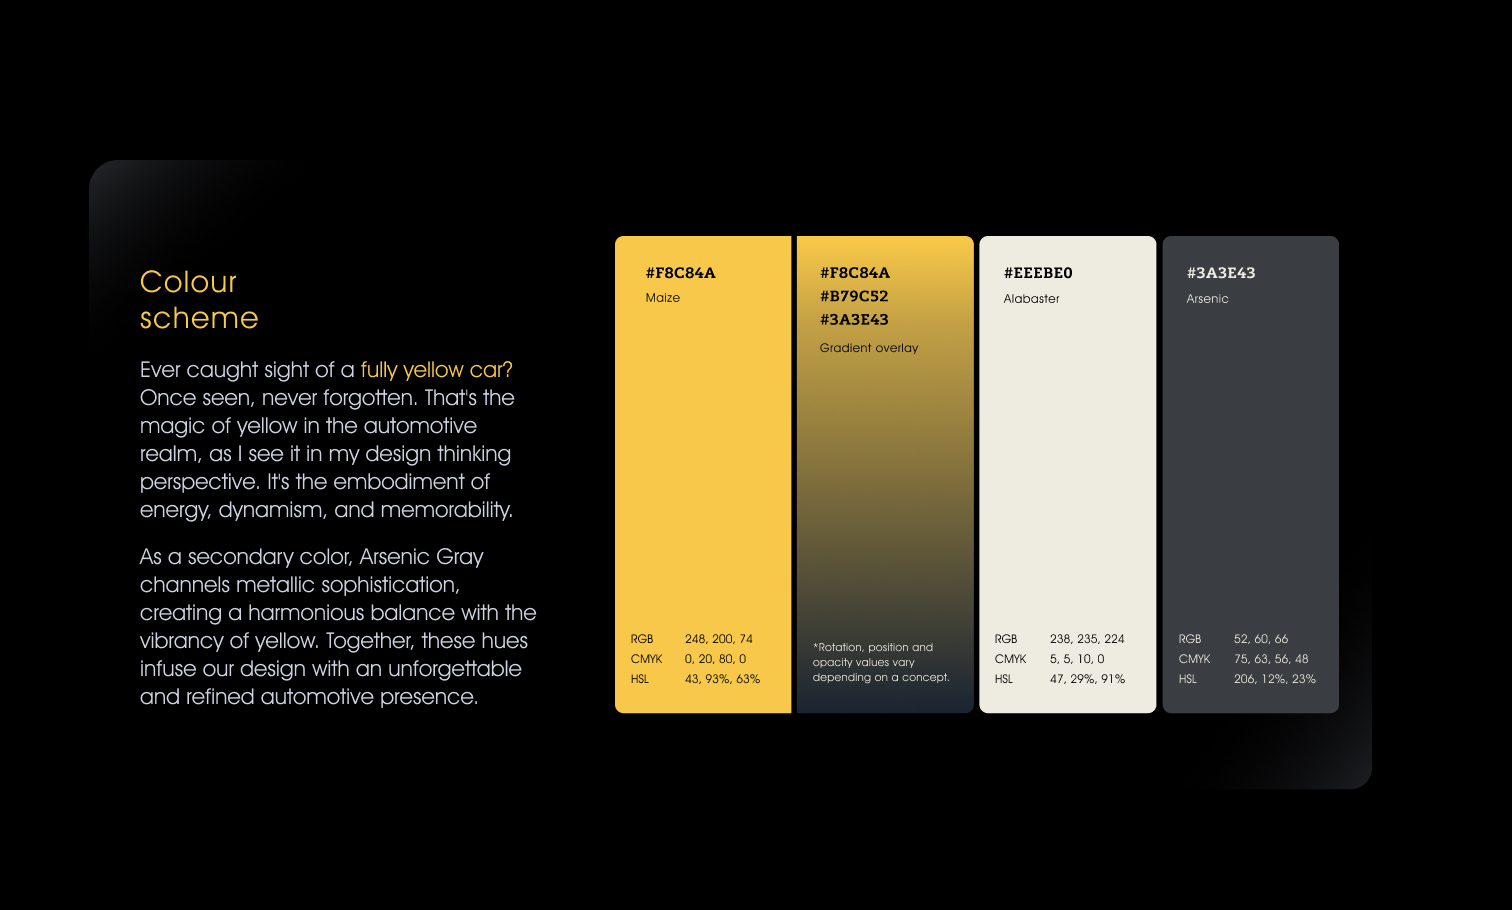 Colour
scheme
Ever caught sight of a fully yellow car?
Once seen, never forgotten. That's the
magic of yellow in the automotive
realm, as I see it in my design thinking
perspective. It's the embodiment of
energy, dynamism, and memorability.
As a secondary color, Arsenic Gray
channels metallic sophistication,
creating a harmonious balance with the
vibrancy of yellow. Together, these hues
infuse our design with an unforgettable
and refined automotive presence.
#F8C84A
Maize
RGB 248, 200, 74
CMYK 0, 20, 80, 0
HSL 43, 93%, 63%
#F8C84A
#B79C52
#3A3E43
Gradient overlay
*Rotation, position and
opacity values vary
depending on a concept.
#EEEBE0
Alabaster
RGB 238, 235, 224
CMYK 5, 5, 10, 0
HSL 47, 29%, 91%
#3A3E43
Arsenic
RGB 52, 60, 66
CMYK 75, 63, 56, 48
HSL 206, 12%, 23%